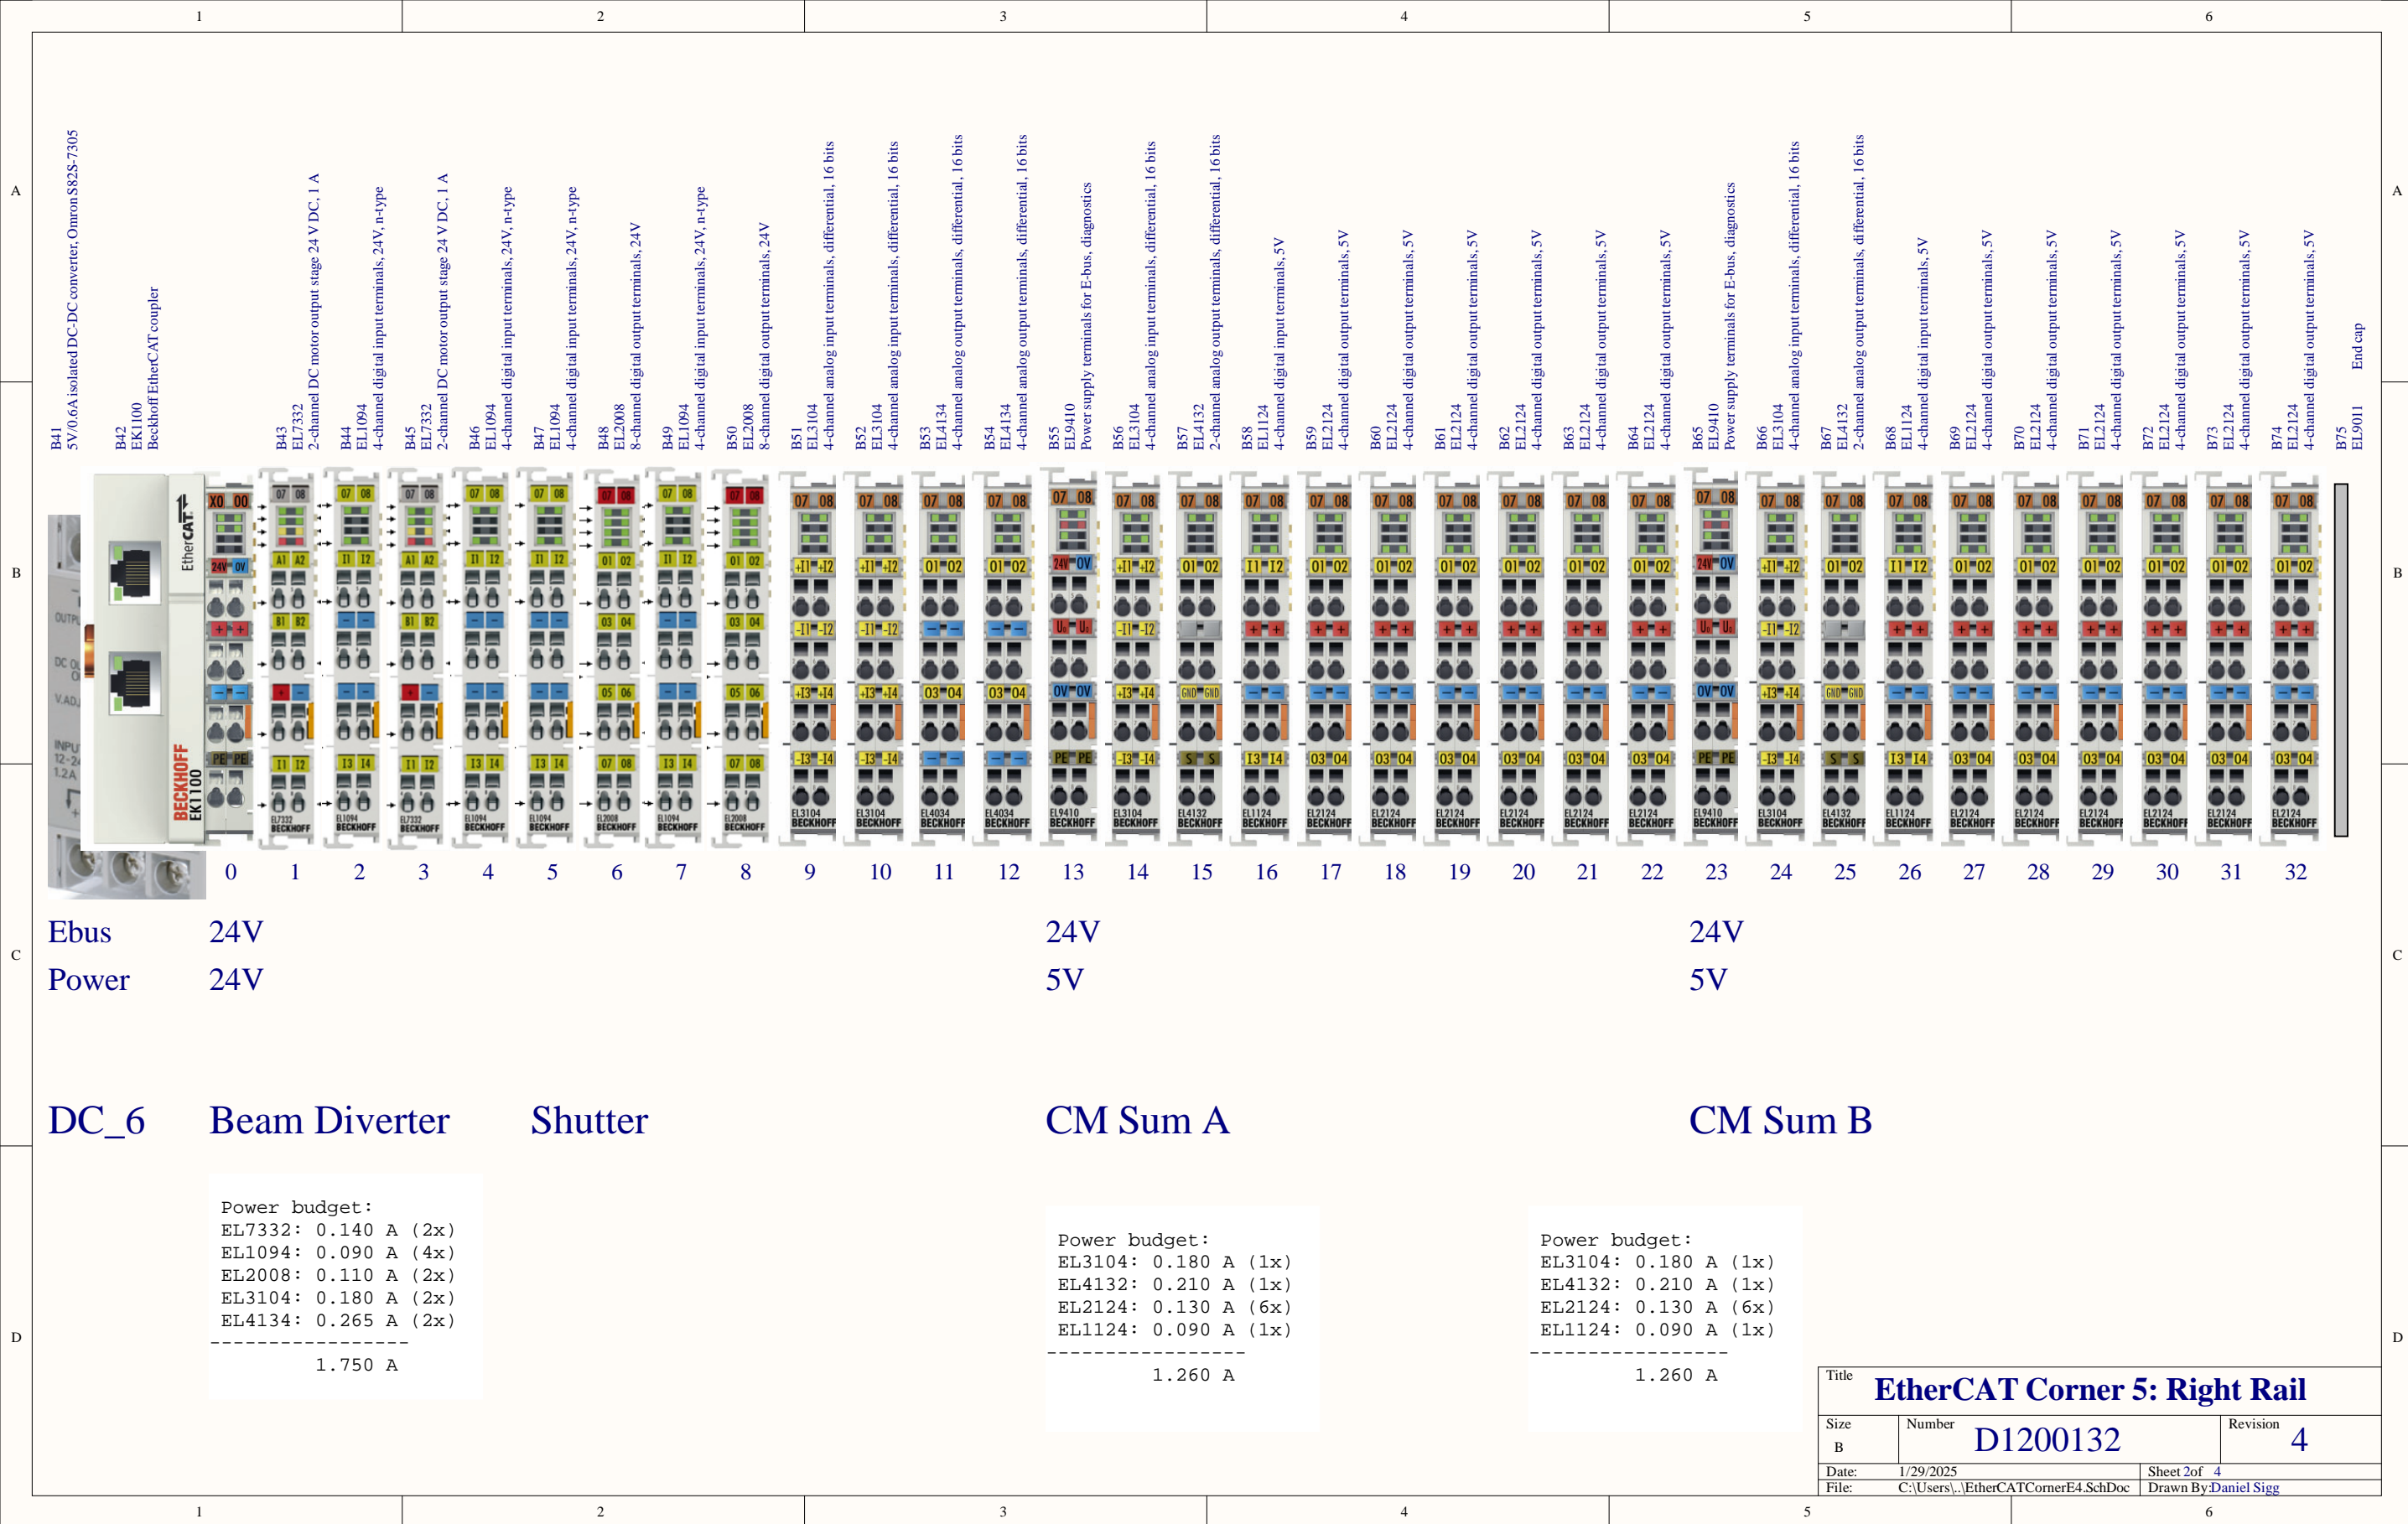 1 2 3 4 5 6
A A
B B
C C
D D
B41
5V/0.6A isolated DC-DC converter, Omron S82S-7305
B42
EK1100
Beckhoff EtherCAT coupler
B43
EL7332
2-channel DC motor output stage 24 V DC, 1 A
B44
EL1094
4-channel digital input terminals, 24V, n-type
B45
EL7332
2-channel DC motor output stage 24 V DC, 1 A
B46
EL1094
4-channel digital input terminals, 24V, n-type
B47
EL1094
4-channel digital input terminals, 24V, n-type
B48
EL2008
8-channel digital output terminals, 24V
B49
EL1094
4-channel digital input terminals, 24V, n-type
B50
EL2008
8-channel digital output terminals, 24V
B51
EL3104
4-channel analog input terminals, differential, 16 bits
B52
EL3104
4-channel analog input terminals, differential, 16 bits
B53
EL4134
4-channel analog output terminals, differential, 16 bits
B54
EL4134
4-channel analog output terminals, differential, 16 bits
B55
EL9410
Power supply terminals for E-bus, diagnostics
B56
EL3104
4-channel analog input terminals, differential, 16 bits
B57
EL4132
2-channel analog output terminals, differential, 16 bits
B58
EL1124
4-channel digital input terminals, 5V
B59
EL2124
4-channel digital output terminals, 5V
B60
EL2124
4-channel digital output terminals, 5V
B61
EL2124
4-channel digital output terminals, 5V
B62
EL2124
4-channel digital output terminals, 5V
B63
EL2124
4-channel digital output terminals, 5V
B64
EL2124
4-channel digital output terminals, 5V
B65
EL9410
Power supply terminals for E-bus, diagnostics
B66
EL3104
4-channel analog input terminals, differential, 16 bits
B67
EL4132
2-channel analog output terminals, differential, 16 bits
B68
EL1124
4-channel digital input terminals, 5V
B69
EL2124
4-channel digital output terminals, 5V
B70
EL2124
4-channel digital output terminals, 5V
B71
EL2124
4-channel digital output terminals, 5V
B72
EL2124
4-channel digital output terminals, 5V
B73
EL2124
4-channel digital output terminals, 5V
B74
EL2124
4-channel digital output terminals, 5V
B75
EL9011 End cap
EtherCAT
BECKHOFF
EK1100
0 1 2 3 4 5 6 7 8 9 10 11 12 13 14 15 16 17 18 19 20 21 22 23 24 25 26 27 28 29 30 31 32
Ebus 24V 24V 24V
Power 24V 5V 5V
DC_6 Beam Diverter Shutter CM Sum A CM Sum B
Power budget:
EL7332: 0.140 A (2x)
EL1094: 0.090 A (4x)
EL2008: 0.110 A (2x)
EL3104: 0.180 A (2x)
EL4134: 0.265 A (2x)
-----------------
1.750 A
Power budget:
EL3104: 0.180 A (1x)
EL4132: 0.210 A (1x)
EL2124: 0.130 A (6x)
EL1124: 0.090 A (1x)
-----------------
1.260 A
Power budget:
EL3104: 0.180 A (1x)
EL4132: 0.210 A (1x)
EL2124: 0.130 A (6x)
EL1124: 0.090 A (1x)
-----------------
1.260 A
Title
EtherCAT Corner 5: Right Rail
Size Number Revision
B D1200132 4
Date: 1/29/2025 Sheet 2of 4
File: C:\Users\..\EtherCATCornerE4.SchDoc Drawn By:Daniel Sigg
1 2 3 4 5 6